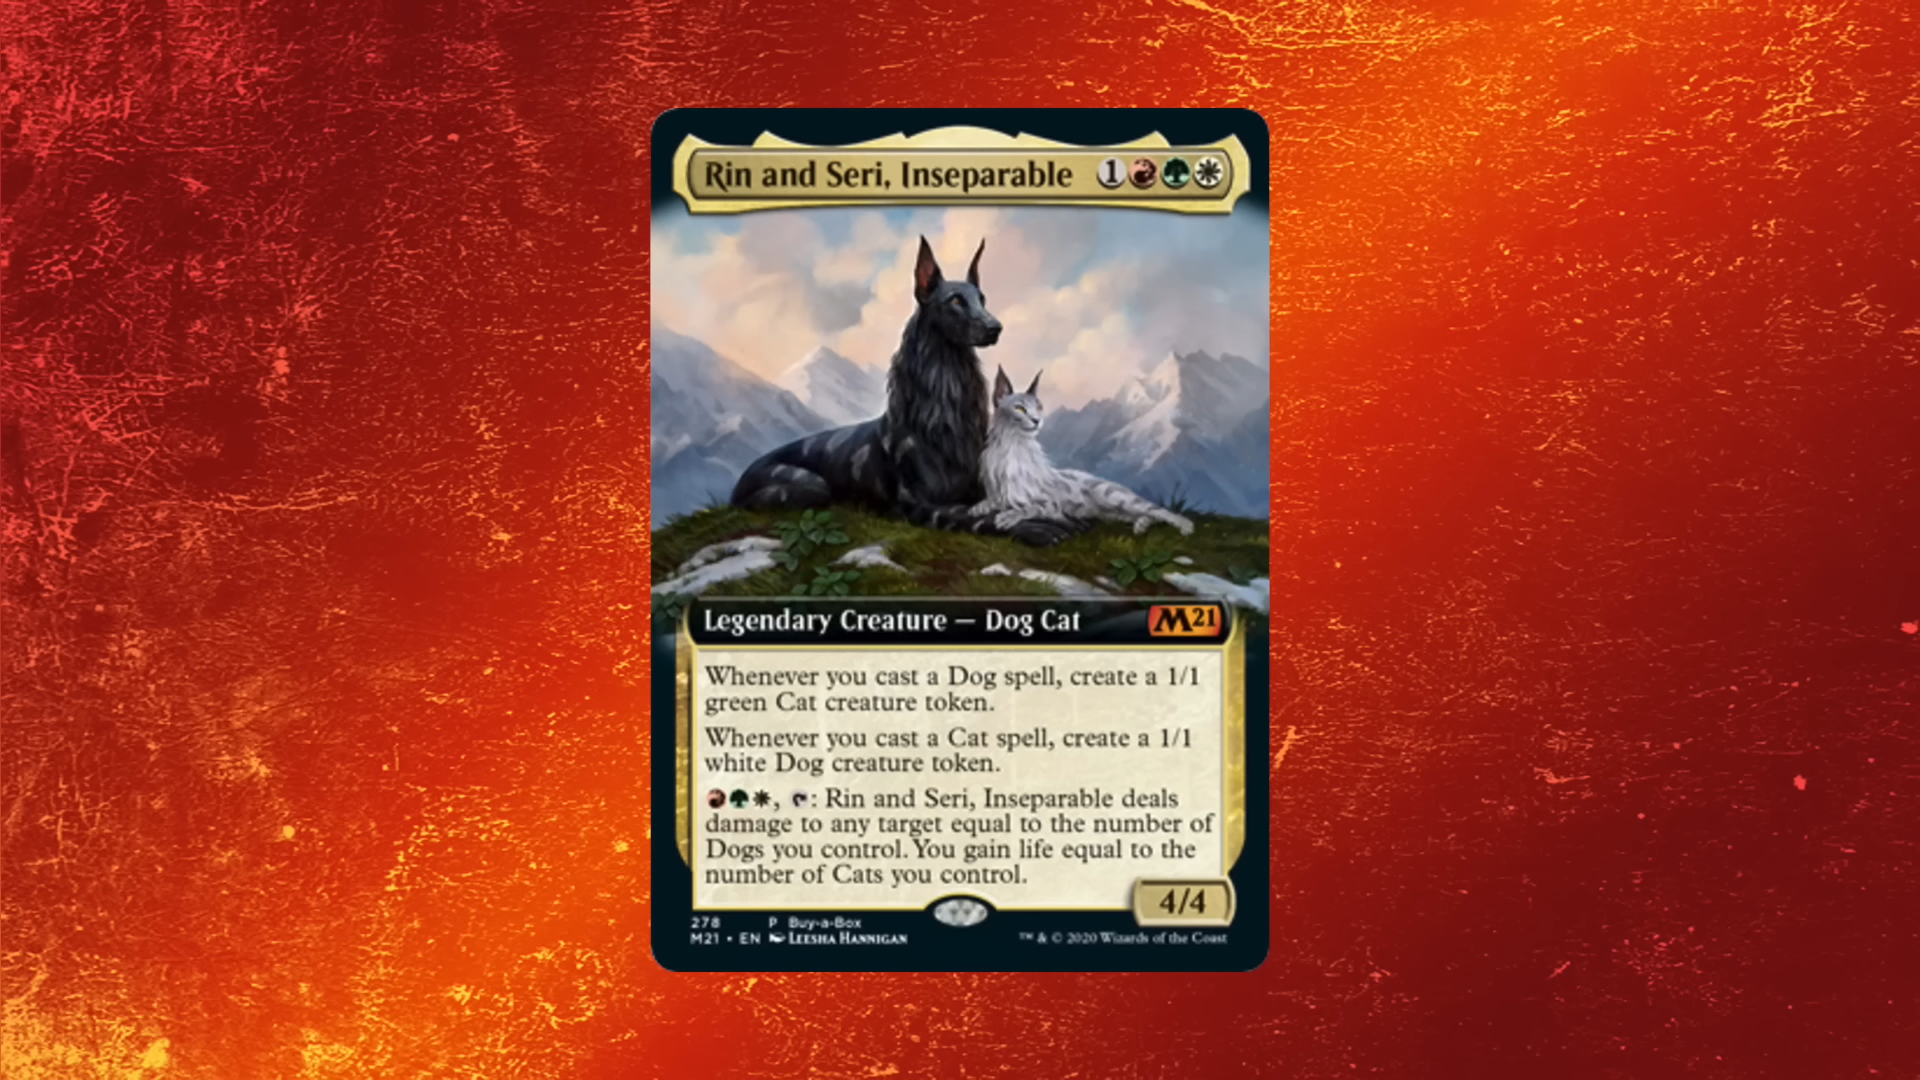 Rin and Seri, Inseparable 1
Legendary Creature — Dog Cat M21
Whenever you cast a Dog spell, create a 1/1
green Cat creature token.
Whenever you cast a Cat spell, create a 1/1
white Dog creature token.
, : Rin and Seri, Inseparable deals
damage to any target equal to the number of
Dogs you control. You gain life equal to the
number of Cats you control.
4/4
278 P Buy-a-Box
M21 • EN LEESHA HANNIGAN ™ & © 2020 Wizards of the Coast